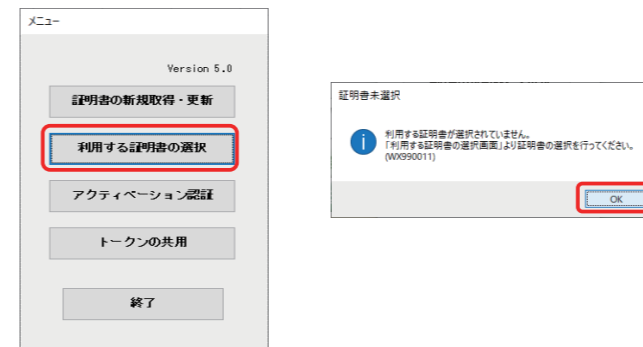 メニュー
Version 5.0
証明書の新規取得・更新
利用する証明書の選択
アクティベーション認証
トークンの共用
終了
証明書未選択
利用する証明書が選択されていません。
「利用する証明書の選択画面」より証明書の選択を行ってください。
(WX990011)
OK